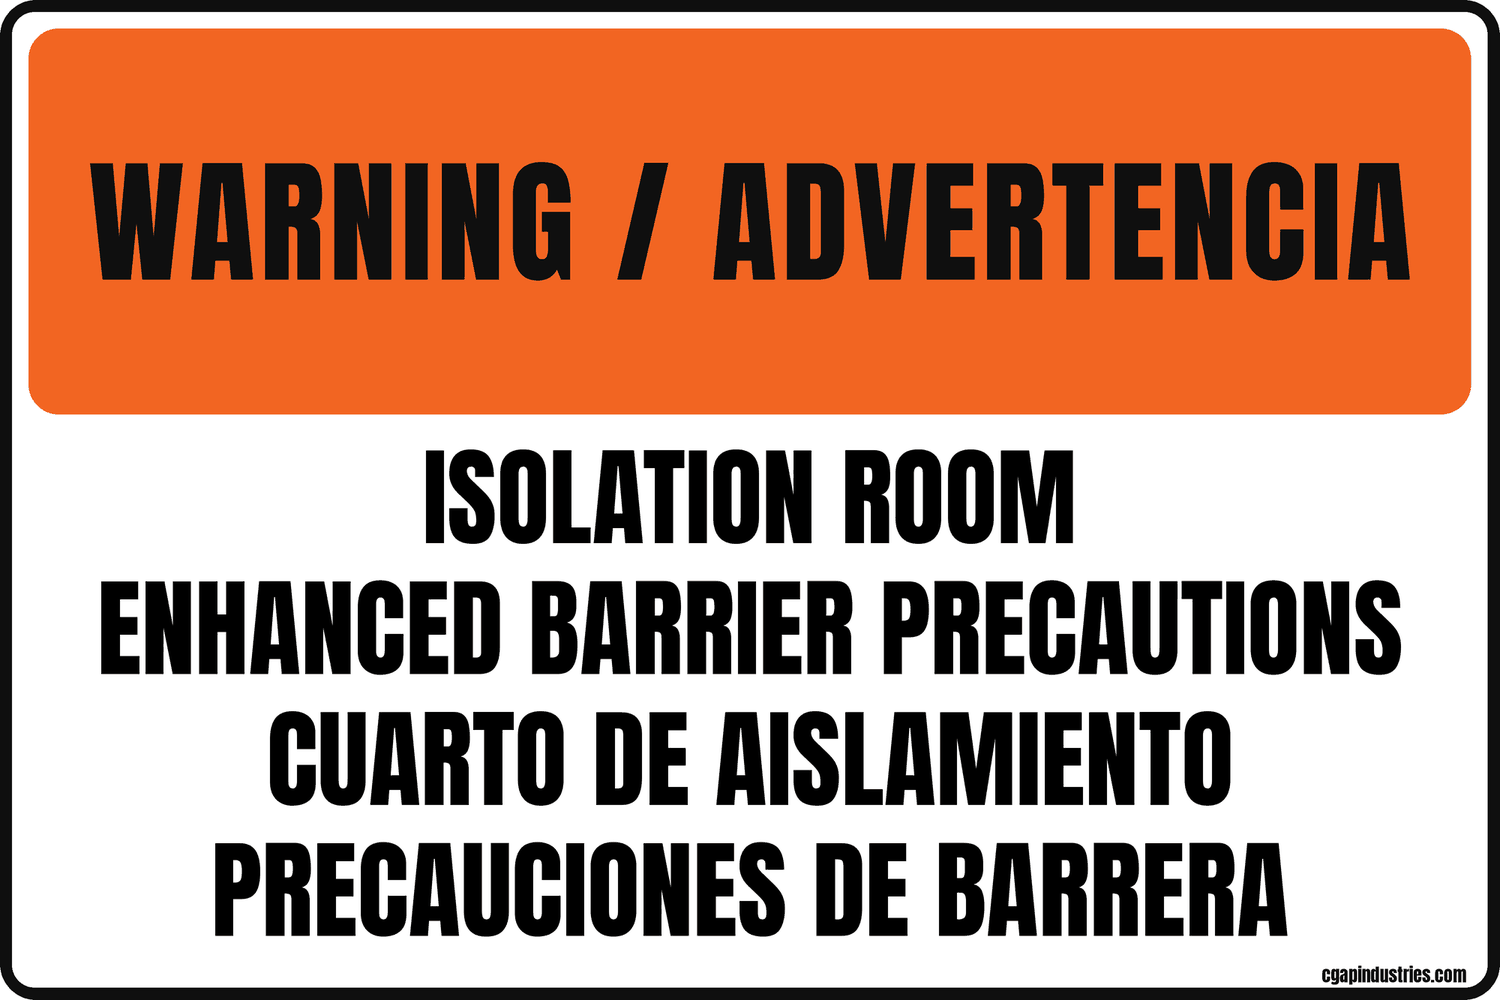 WARNING / ADVERTENCIA
ISOLATION ROOM
ENHANCED BARRIER PRECAUTIONS
CUARTO DE AISLAMIENTO
PRECAUCIONES DE BARRERA
cgapindustries.com